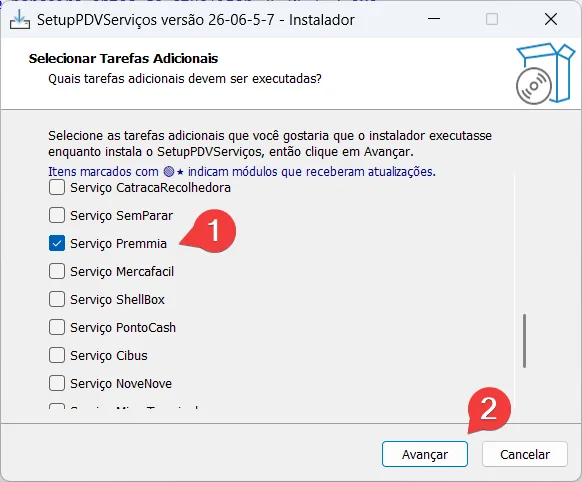 SetupPDVServiços versão 26-06-5-7 - Instalador
Selecionar Tarefas Adicionais
Quais tarefas adicionais devem ser executadas?
Selecione as tarefas adicionais que você gostaria que o instalador executasse
enquanto instala o SetupPDVServiços, então clique em Avançar.
Itens marcados com 🟣★ indicam módulos que receberam atualizações.
Serviço CatracaRecolhedora
Serviço SemParar
Serviço Premmia
1
Serviço Mercafacil
Serviço ShellBox
Serviço PontoCash
Serviço Cibus
Serviço NoveNove
2
Avançar
Cancelar